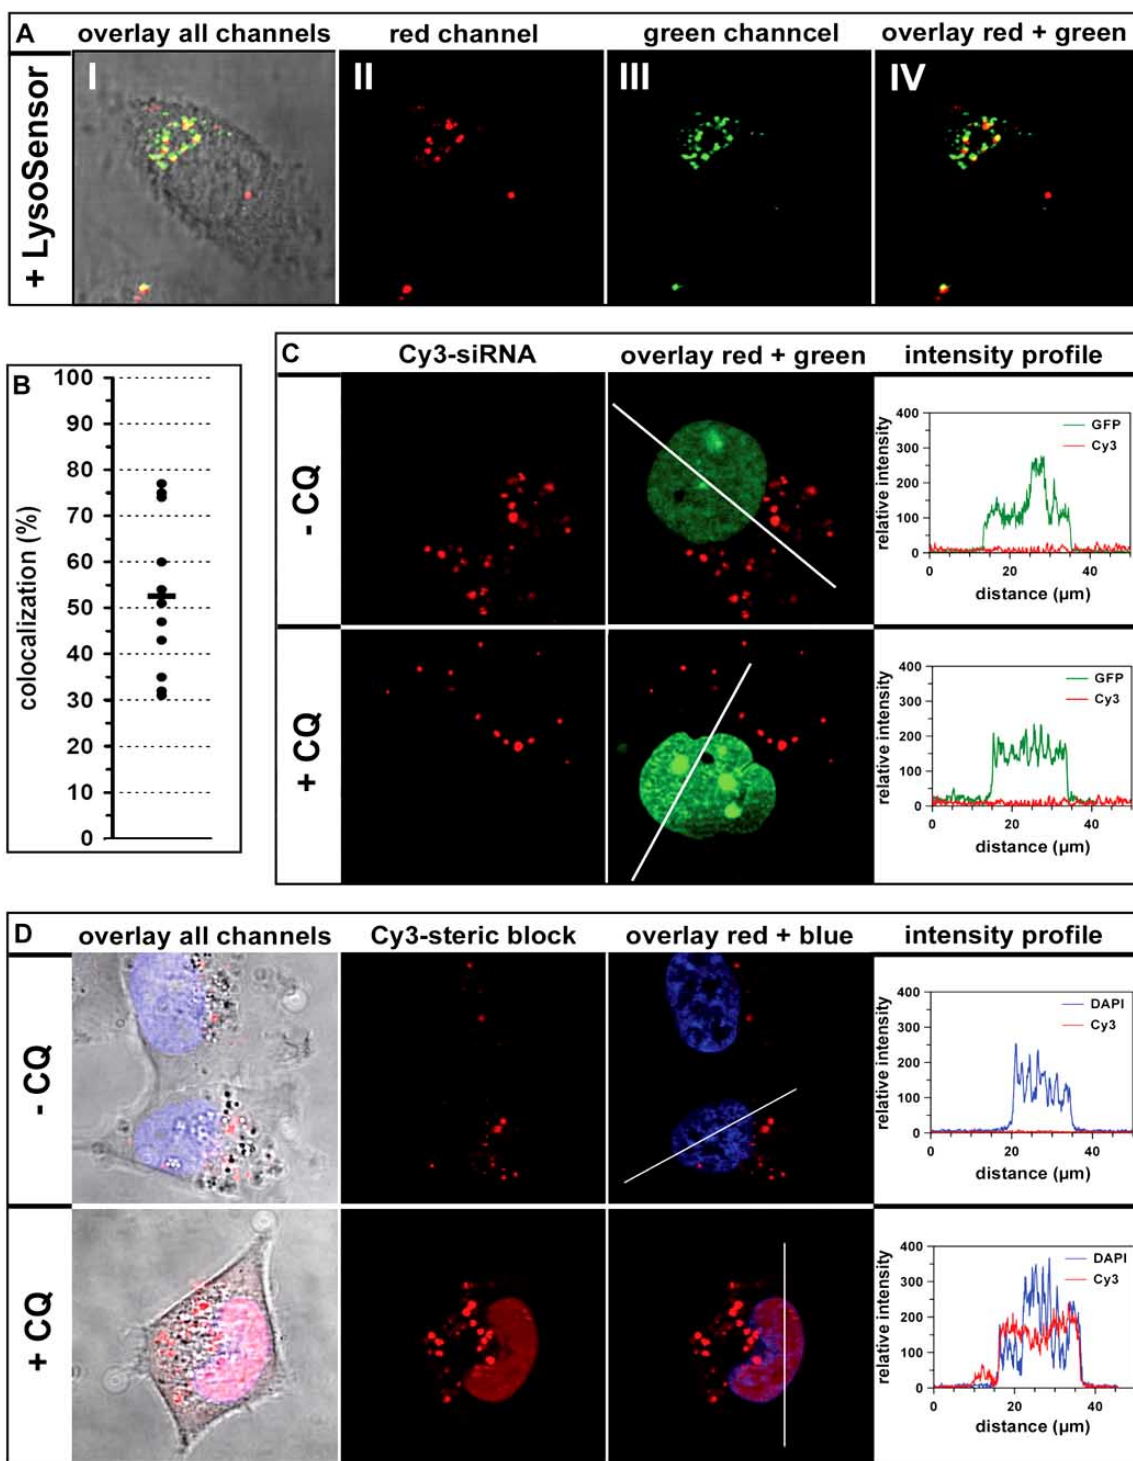 A
overlay all channels
red channel
green channcel
overlay red + green
+ LysoSensor
I
II
III
IV
B
colocalization (%)
100
90
80
70
60
50
40
30
20
10
0
C
Cy3-siRNA
overlay red + green
intensity profile
- CQ
relative intensity
400
300
200
100
0
GFP
Cy3
0 20 40
distance (µm)
+ CQ
relative intensity
400
300
200
100
0
GFP
Cy3
0 20 40
distance (µm)
D
overlay all channels
Cy3-steric block
overlay red + blue
intensity profile
- CQ
relative intensity
400
300
200
100
0
DAPI
Cy3
0 20 40
distance (µm)
+ CQ
relative intensity
400
300
200
100
0
DAPI
Cy3
0 20 40
distance (µm)